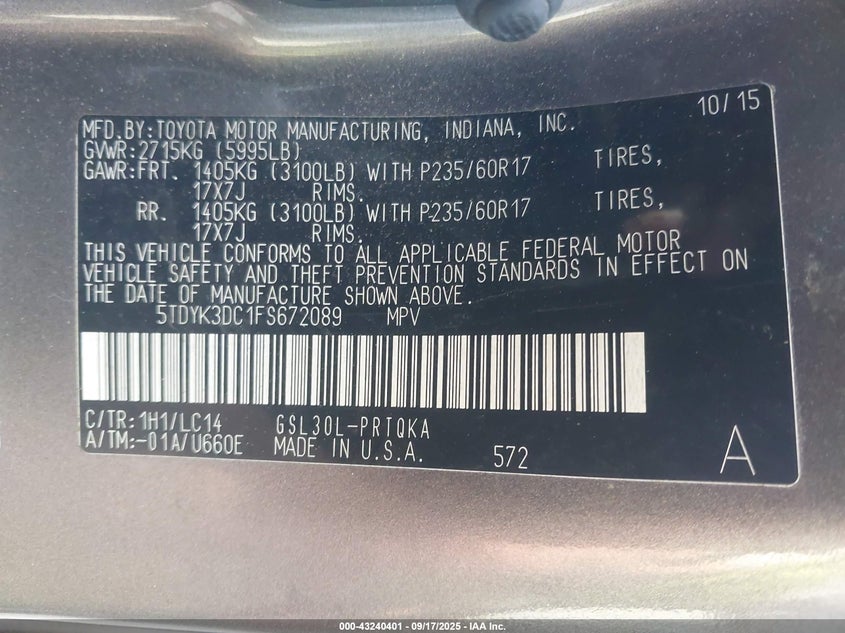 10/15
MFD.BY:TOYOTA MOTOR MANUFACTURING, INDIANA, INC.
GVWR:2715KG (5995LB)
GAWR:FRT. 1405KG (3100LB) WITH P235/60R17 TIRES,
17X7J RIMS.
RR. 1405KG (3100LB) WITH P235/60R17 TIRES,
17X7J RIMS.
THIS VEHICLE CONFORMS TO ALL APPLICABLE FEDERAL MOTOR
VEHICLE SAFETY AND THEFT PREVENTION STANDARDS IN EFFECT ON
THE DATE OF MANUFACTURE SHOWN ABOVE.
5TDYK3DC1FS672089 MPV
C/TR:1H1/LC14 GSL30L-PRTQKA
A/TM:-01A/U660E MADE IN U.S.A. 572 A
000-43240401 - 09/17/2025 - IAA Inc.